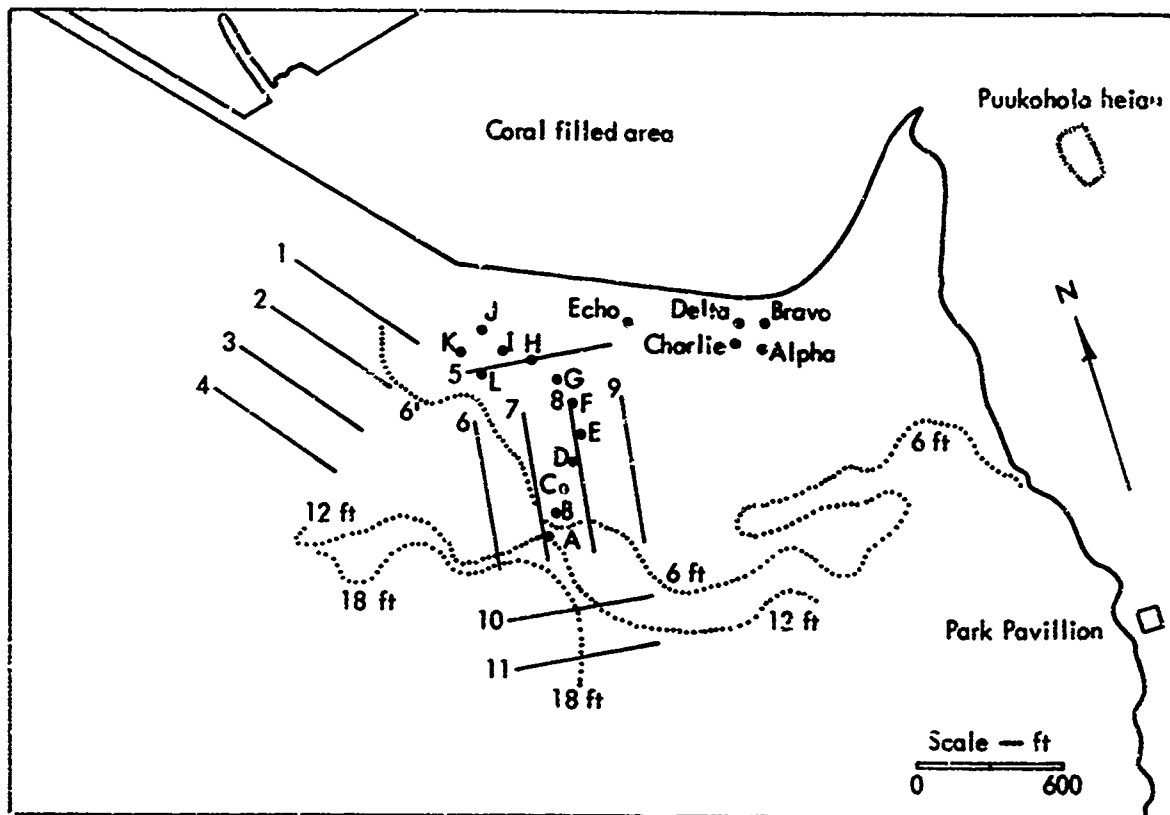 Puukohola heiau
Coral filled area
N
1
2
3
4
J
K
I
H
5
L
Echo
Delta
Bravo
Charlie
Alpha
G
8
F
9
6'
6
7
E
D
C
B
A
6 ft
12 ft
18 ft
6 ft
10
12 ft
11
18 ft
Park Pavillion
Scale — ft
0
600